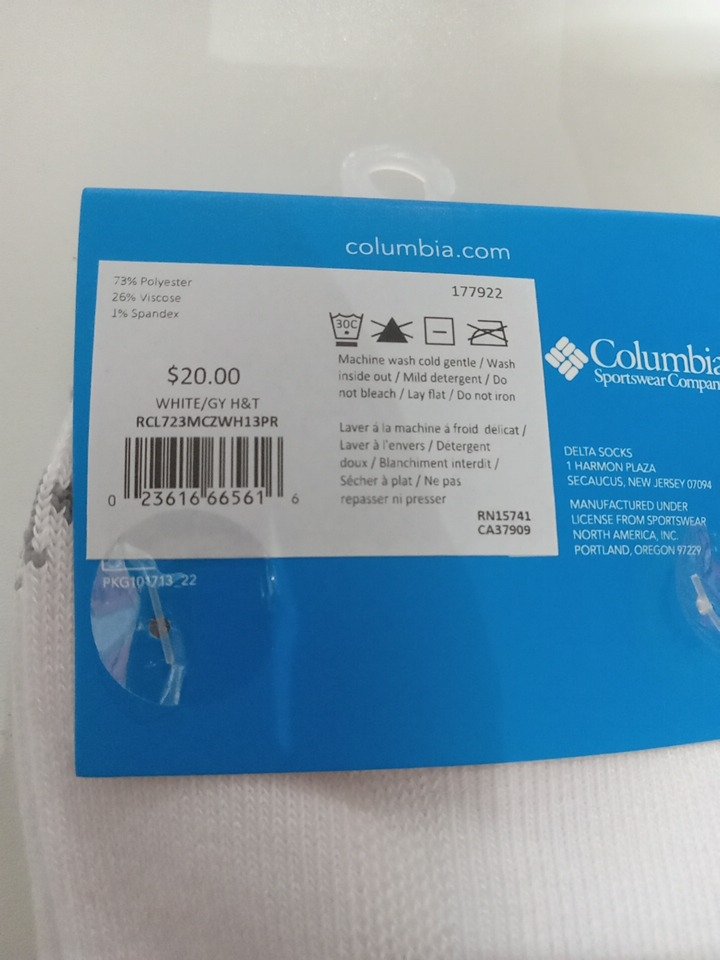 columbia.com
73% Polyester
26% Viscose
1% Spandex
177922
30C
$20.00
WHITE/GY H&T
RCL723MCZWH13PR
0 23616 66561 6
Machine wash cold gentle / Wash
inside out / Mild detergent / Do
not bleach / Lay flat / Do not iron
Laver á la machine á froid delicat /
Laver à l'envers / Detergent
doux / Blanchiment interdit /
Sécher à plat / Ne pas
repasser ni presser
RN15741
CA37909
Columbia
Sportswear Compan
DELTA SOCKS
1 HARMON PLAZA
SECAUCUS, NEW JERSEY 07094
MANUFACTURED UNDER
LICENSE FROM SPORTSWEAR
NORTH AMERICA, INC.
PORTLAND, OREGON 97229
PKG101713_22